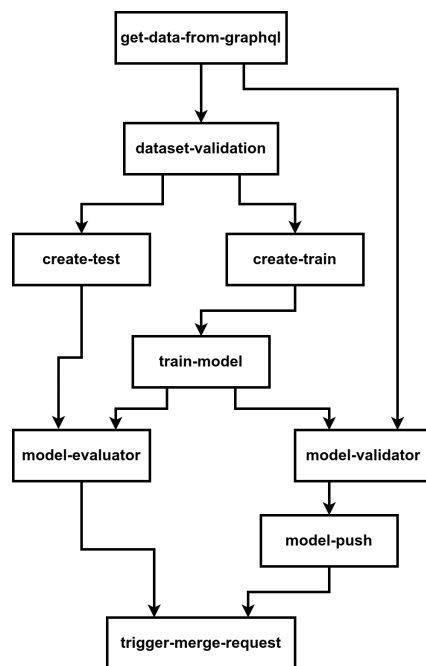 get-data-from-graphql
dataset-validation
create-test
create-train
train-model
model-evaluator
model-validator
model-push
trigger-merge-request